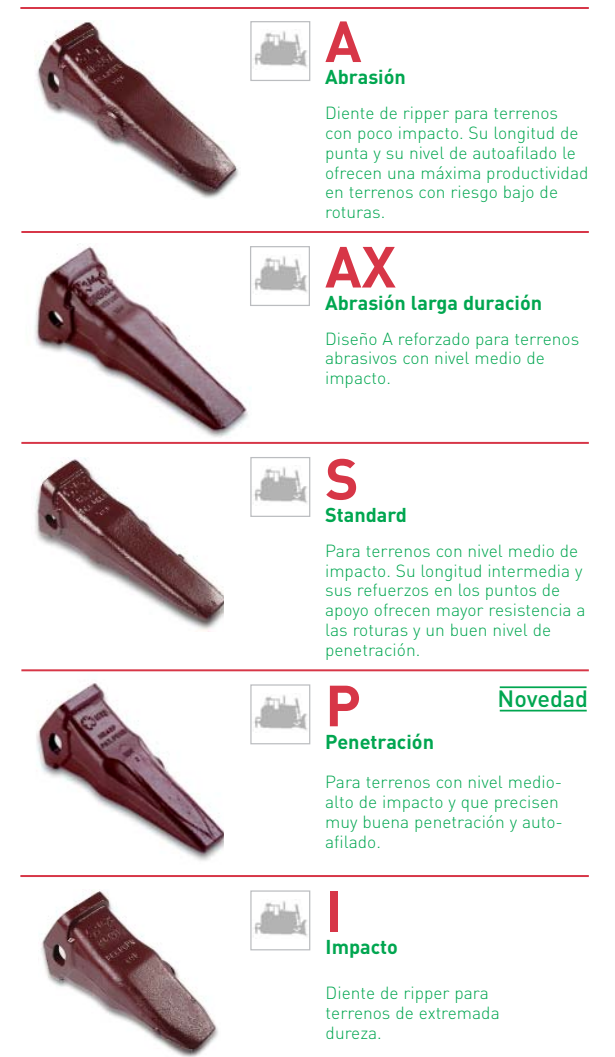 A
Abrasión
Diente de ripper para terrenos
con poco impacto. Su longitud de
punta y su nivel de autoafilado le
ofrecen una máxima productividad
en terrenos con riesgo bajo de
roturas.
AX
Abrasión larga duración
Diseño A reforzado para terrenos
abrasivos con nivel medio de
impacto.
S
Standard
Para terrenos con nivel medio de
impacto. Su longitud intermedia y
sus refuerzos en los puntos de
apoyo ofrecen mayor resistencia a
las roturas y un buen nivel de
penetración.
P
Novedad
Penetración
Para terrenos con nivel medio-
alto de impacto y que precisen
muy buena penetración y auto-
afilado.
I
Impacto
Diente de ripper para
terrenos de extremada
dureza.